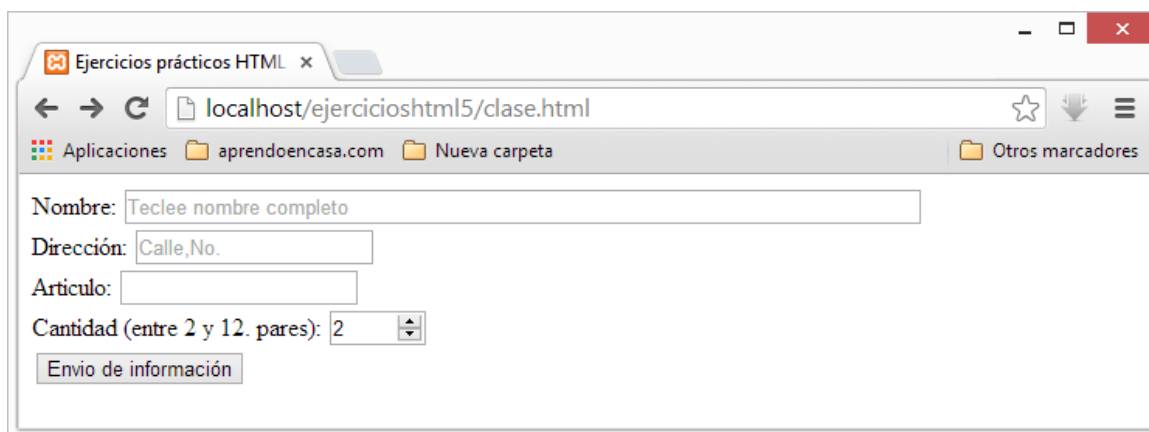 Ejercicios prácticos HTML
localhost/ejercicioshtml5/clase.html
Aplicaciones aprendoencasa.com Nueva carpeta Otros marcadores
Nombre: Teclee nombre completo
Dirección: Calle,No.
Articulo:
Cantidad (entre 2 y 12. pares): 2
Envio de información